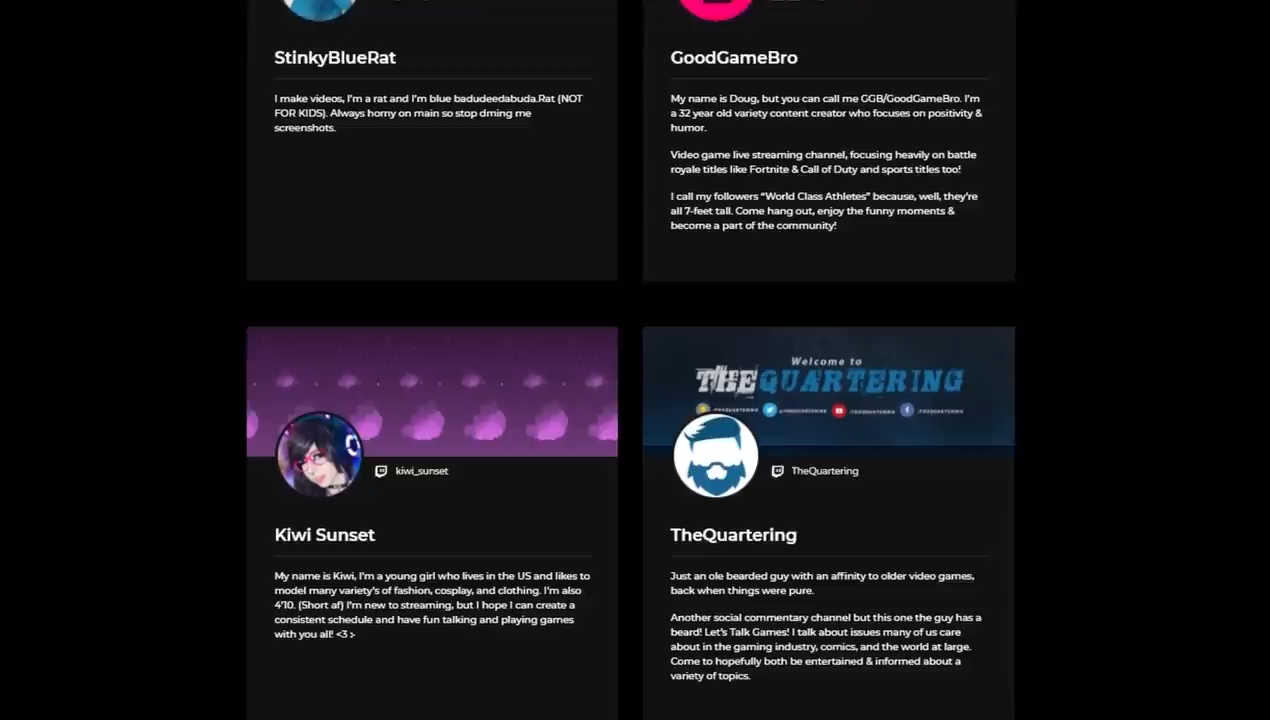 StinkyBlueRat
I make videos, I'm a rat and I'm blue badudeedabuda.Rat (NOT
FOR KIDS). Always horny on main so stop dming me
screenshots.
GoodGameBro
My name is Doug, but you can call me GGB/GoodGameBro. I'm
a 32 year old variety content creator who focuses on positivity &
humor.
Video game live streaming channel, focusing heavily on battle
royale titles like Fortnite & Call of Duty and sports titles too!
I call my followers “World Class Athletes” because, well, they're
all 7-feet tall. Come hang out, enjoy the funny moments &
become a part of the community!
kiwi_sunset
Kiwi Sunset
My name is Kiwi, I'm a young girl who lives in the US and likes to
model many variety's of fashion, cosplay, and clothing. I'm also
4'10. (Short af) I'm new to streaming, but I hope I can create a
consistent schedule and have fun talking and playing games
with you all! <3 :-
Welcome to
THEQUARTERING
/THEQUARTERING @THEQUARTERING /THEQUARTERING /THEQUARTERING
TheQuartering
TheQuartering
Just an ole bearded guy with an affinity to older video games,
back when things were pure.
Another social commentary channel but this one the guy has a
beard! Let's Talk Games! I talk about issues many of us care
about in the gaming industry, comics, and the world at large.
Come to hopefully both be entertained & informed about a
variety of topics.